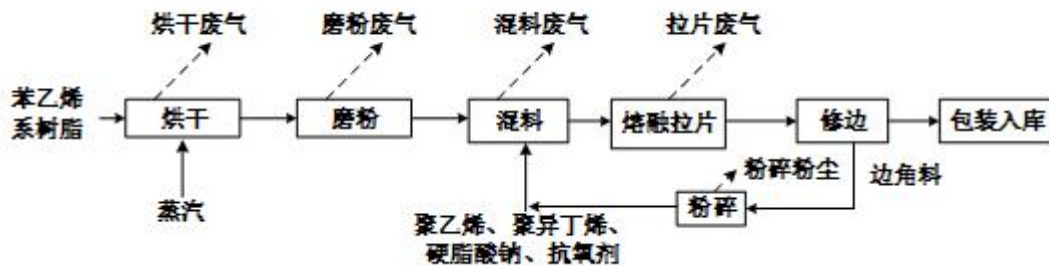 烘干废气
磨粉废气
混料废气
拉片废气
苯乙烯
系树脂
烘干
磨粉
混料
熔融拉片
修边
包装入库
粉碎粉尘
边角料
粉碎
蒸汽
聚乙烯、聚异丁烯、
硬脂酸钠、抗氧剂